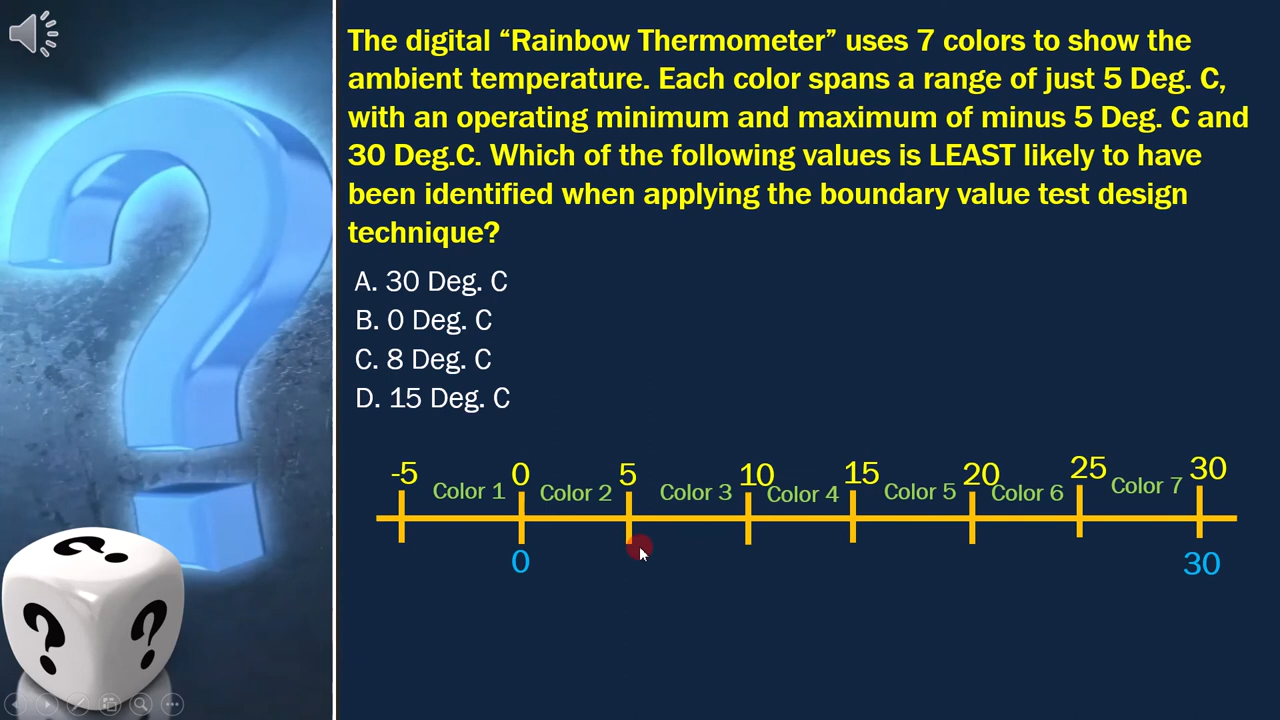 The digital “Rainbow Thermometer” uses 7 colors to show the
ambient temperature. Each color spans a range of just 5 Deg. C,
with an operating minimum and maximum of minus 5 Deg. C and
30 Deg.C. Which of the following values is LEAST likely to have
been identified when applying the boundary value test design
technique?
A. 30 Deg. C
B. 0 Deg. C
C. 8 Deg. C
D. 15 Deg. C
-5 0 5 10 15 20 25 30
Color 1 Color 2 Color 3 Color 4 Color 5 Color 6 Color 7
0 30
? ? ?